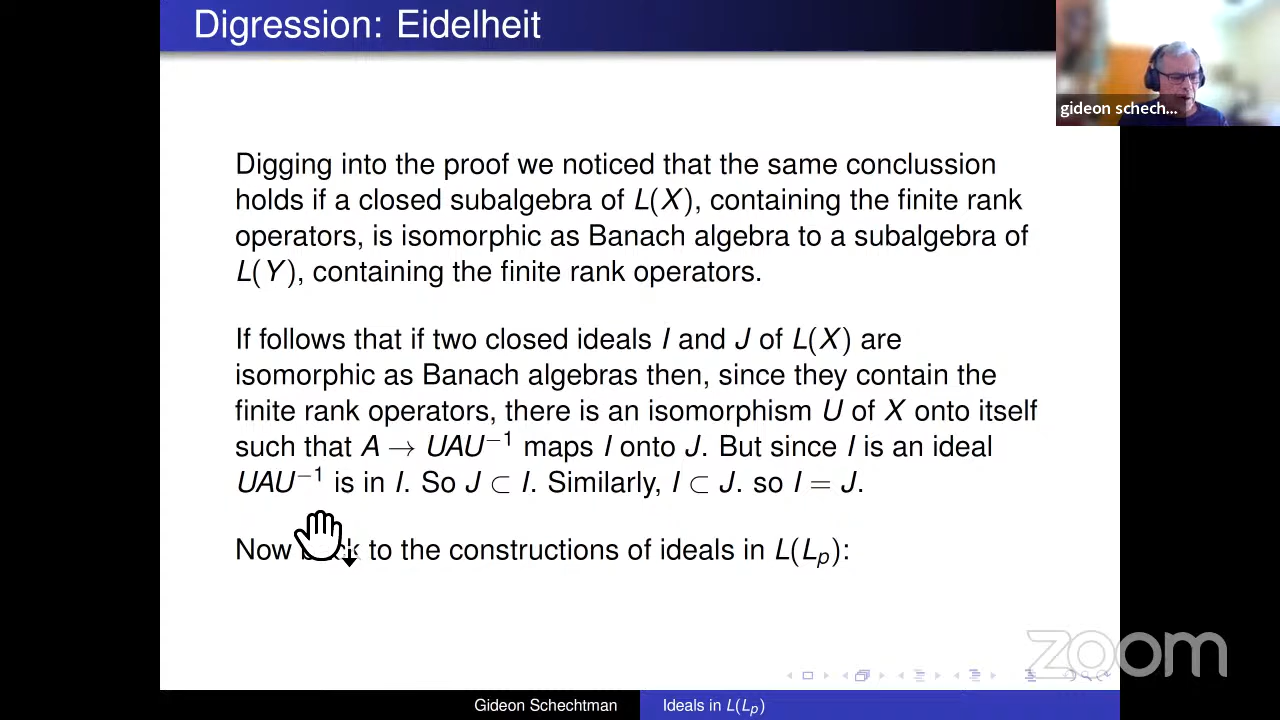 Digression: Eidelheit
gideon schech...
Digging into the proof we noticed that the same conclussion
holds if a closed subalgebra of L(X), containing the finite rank
operators, is isomorphic as Banach algebra to a subalgebra of
L(Y), containing the finite rank operators.
If follows that if two closed ideals I and J of L(X) are
isomorphic as Banach algebras then, since they contain the
finite rank operators, there is an isomorphism U of X onto itself
such that A → UAU⁻¹ maps I onto J. But since I is an ideal
UAU⁻¹ is in I. So J ⊂ I. Similarly, I ⊂ J. so I = J.
Now back to the constructions of ideals in L(Lₚ):
zoom
Gideon Schechtman Ideals in L(Lₚ)